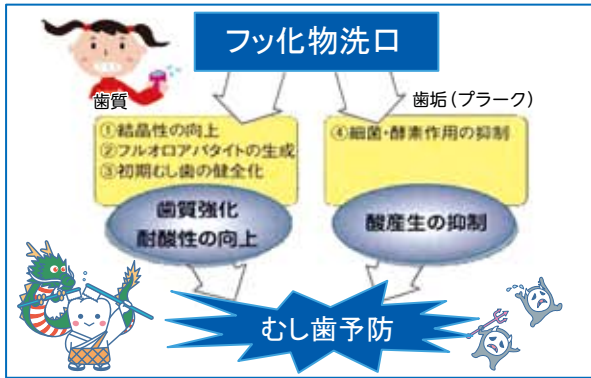 フッ化物洗口
歯質
①結晶性の向上
②フルオロアパタイトの生成
③初期むし歯の健全化
歯質強化
耐酸性の向上
歯垢(プラーク)
④細菌・酵素作用の抑制
酸産生の抑制
むし歯予防